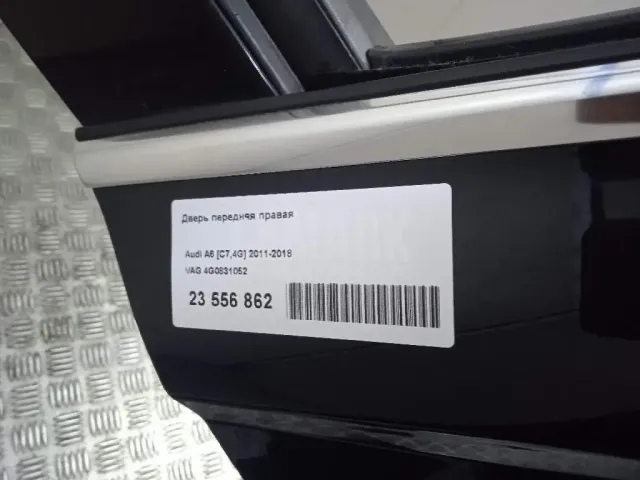 Дверь передняя правая
Audi A6 [C7,4G] 2011-2018
VAG 4G0831052
23 556 862